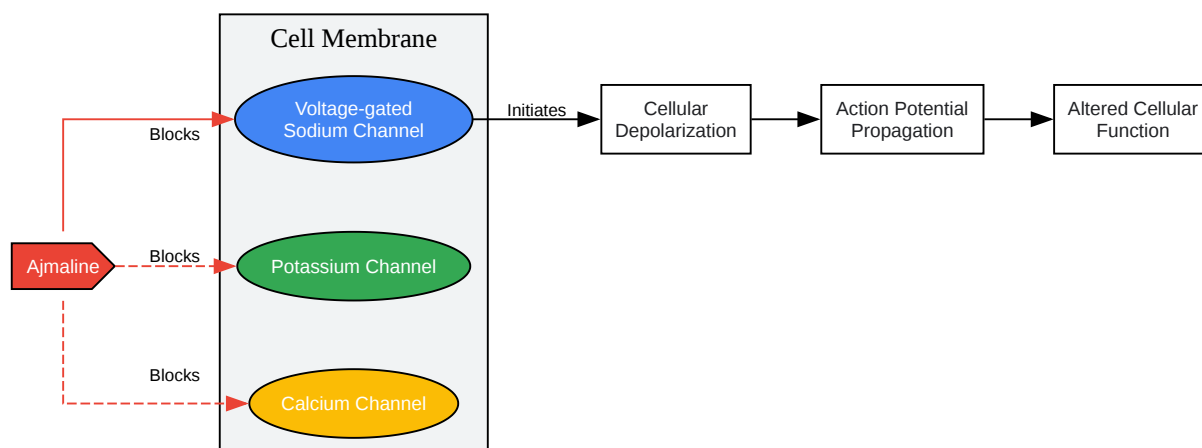 Cell Membrane
Voltage-gated
Sodium Channel
Initiates
Cellular
Depolarization
Action Potential
Propagation
Altered Cellular
Function
Blocks
Ajmaline
Blocks
Potassium Channel
Blocks
Calcium Channel